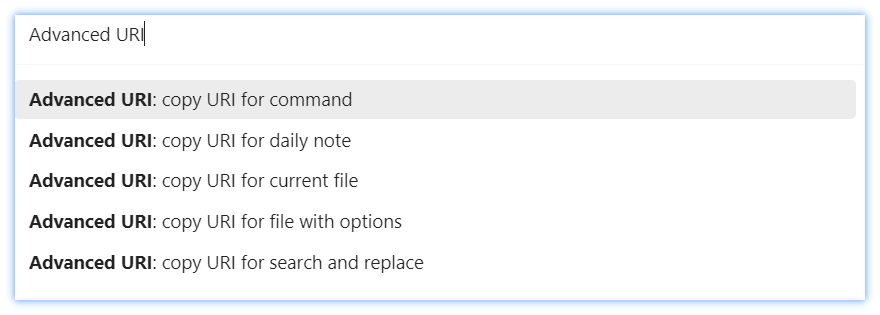 Advanced URI
Advanced URI: copy URI for command
Advanced URI: copy URI for daily note
Advanced URI: copy URI for current file
Advanced URI: copy URI for file with options
Advanced URI: copy URI for search and replace